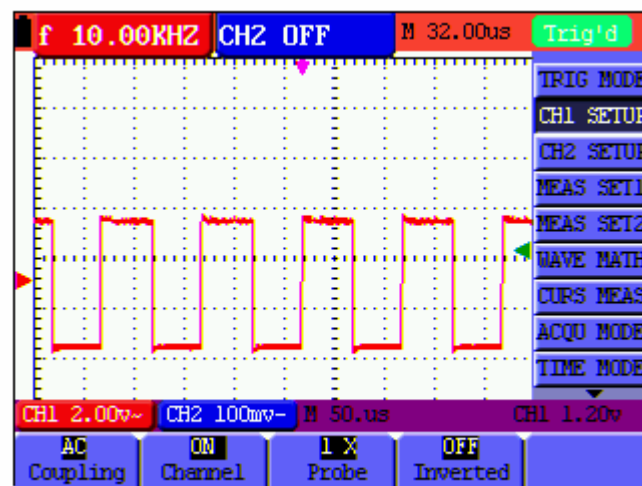 f 10.00KHZ CH2 OFF M 32.00us Trig'd
TRIG MODE
CH1 SETUP
CH2 SETUP
MEAS SET1
MEAS SET2
WAVE MATH
CURS MEAS
ACQU MODE
TIME MODE
CH1 2.00v~ CH2 100mv- M 50.us CH1 1.20v
AC ON 1 X OFF
Coupling Channel Probe Inverted